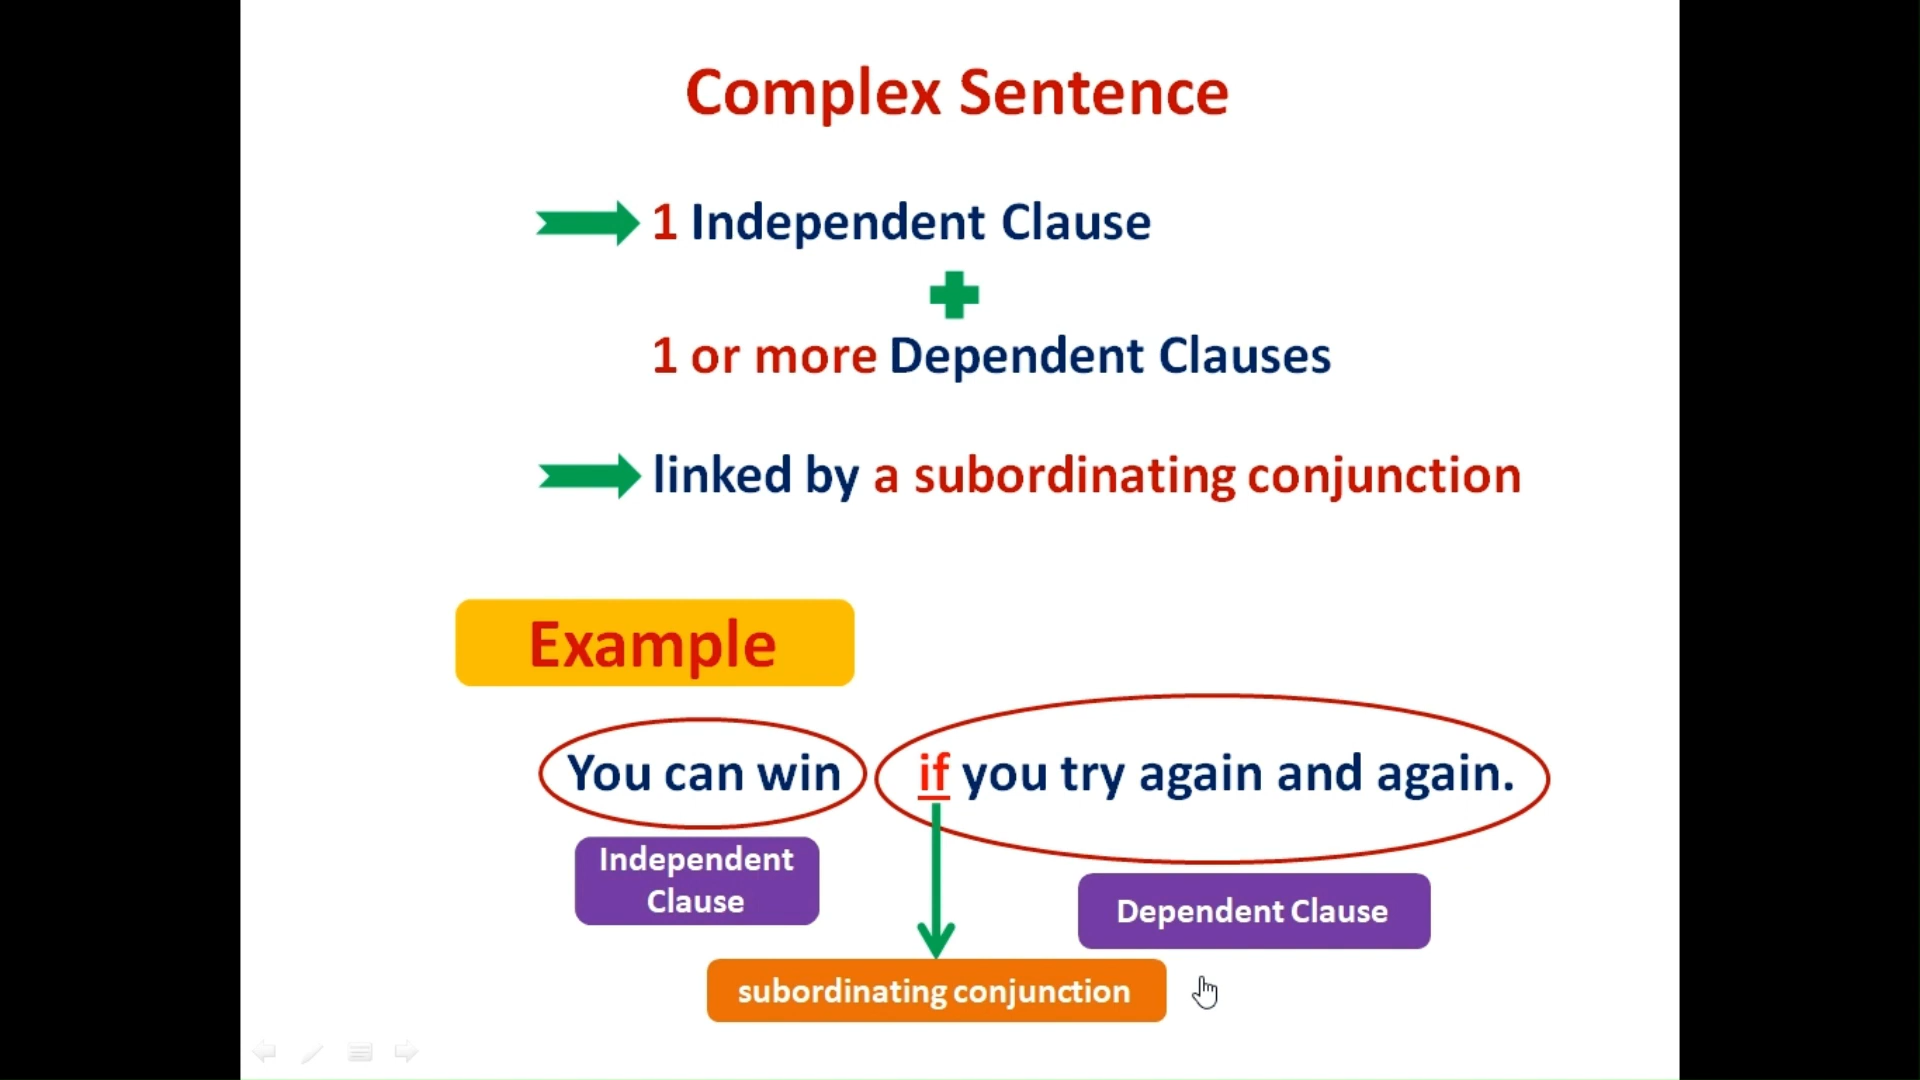 Complex Sentence
1 Independent Clause
1 or more Dependent Clauses
linked by a subordinating conjunction
Example
You can win if you try again and again.
Independent
Clause
Dependent Clause
subordinating conjunction